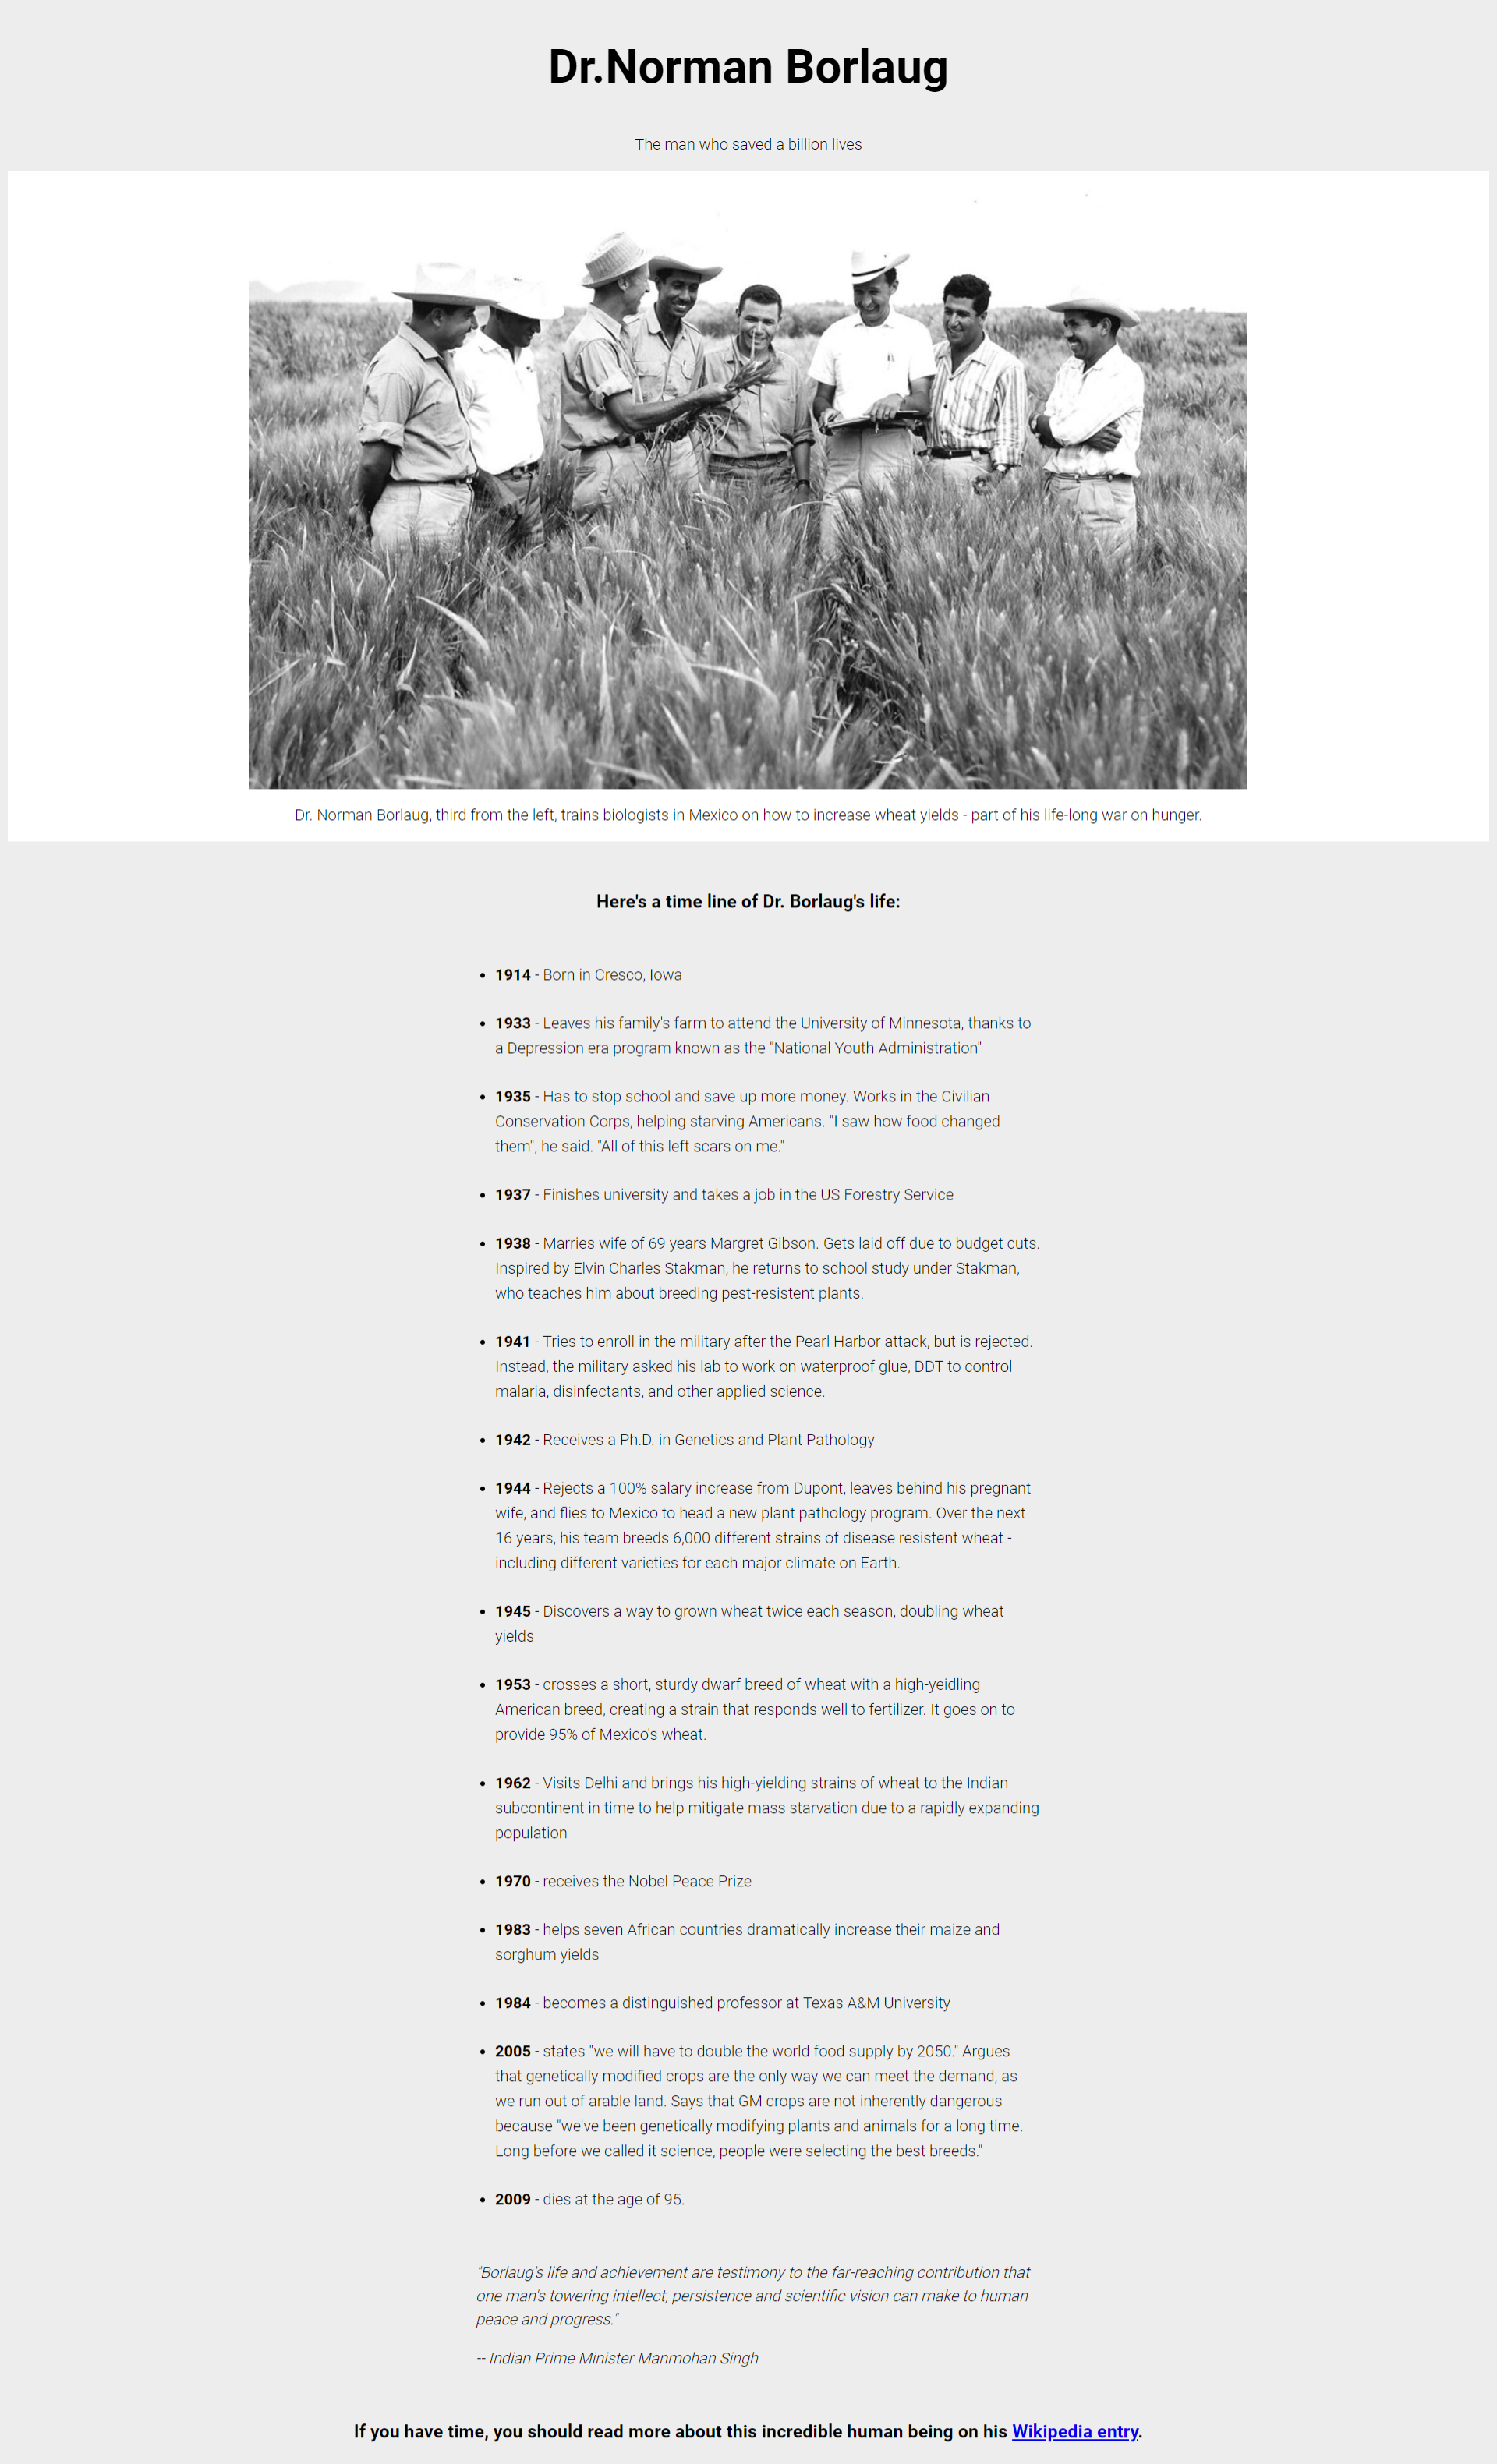 Dr.Norman Borlaug
The man who saved a billion lives
Dr. Norman Borlaug, third from the left, trains biologists in Mexico on how to increase wheat yields - part of his life-long war on hunger.
Here's a time line of Dr. Borlaug's life:
• 1914 - Born in Cresco, Iowa
• 1933 - Leaves his family's farm to attend the University of Minnesota, thanks to
a Depression era program known as the "National Youth Administration"
• 1935 - Has to stop school and save up more money. Works in the Civilian
Conservation Corps, helping starving Americans. "I saw how food changed
them", he said. "All of this left scars on me."
• 1937 - Finishes university and takes a job in the US Forestry Service
• 1938 - Marries wife of 69 years Margret Gibson. Gets laid off due to budget cuts.
Inspired by Elvin Charles Stakman, he returns to school study under Stakman,
who teaches him about breeding pest-resistent plants.
• 1941 - Tries to enroll in the military after the Pearl Harbor attack, but is rejected.
Instead, the military asked his lab to work on waterproof glue, DDT to control
malaria, disinfectants, and other applied science.
• 1942 - Receives a Ph.D. in Genetics and Plant Pathology
• 1944 - Rejects a 100% salary increase from Dupont, leaves behind his pregnant
wife, and flies to Mexico to head a new plant pathology program. Over the next
16 years, his team breeds 6,000 different strains of disease resistent wheat -
including different varieties for each major climate on Earth.
• 1945 - Discovers a way to grown wheat twice each season, doubling wheat
yields
• 1953 - crosses a short, sturdy dwarf breed of wheat with a high-yeidling
American breed, creating a strain that responds well to fertilizer. It goes on to
provide 95% of Mexico's wheat.
• 1962 - Visits Delhi and brings his high-yielding strains of wheat to the Indian
subcontinent in time to help mitigate mass starvation due to a rapidly expanding
population
• 1970 - receives the Nobel Peace Prize
• 1983 - helps seven African countries dramatically increase their maize and
sorghum yields
• 1984 - becomes a distinguished professor at Texas A&M University
• 2005 - states "we will have to double the world food supply by 2050." Argues
that genetically modified crops are the only way we can meet the demand, as
we run out of arable land. Says that GM crops are not inherently dangerous
because "we've been genetically modifying plants and animals for a long time.
Long before we called it science, people were selecting the best breeds."
• 2009 - dies at the age of 95.
"Borlaug's life and achievement are testimony to the far-reaching contribution that
one man's towering intellect, persistence and scientific vision can make to human
peace and progress."
-- Indian Prime Minister Manmohan Singh
If you have time, you should read more about this incredible human being on his Wikipedia entry.